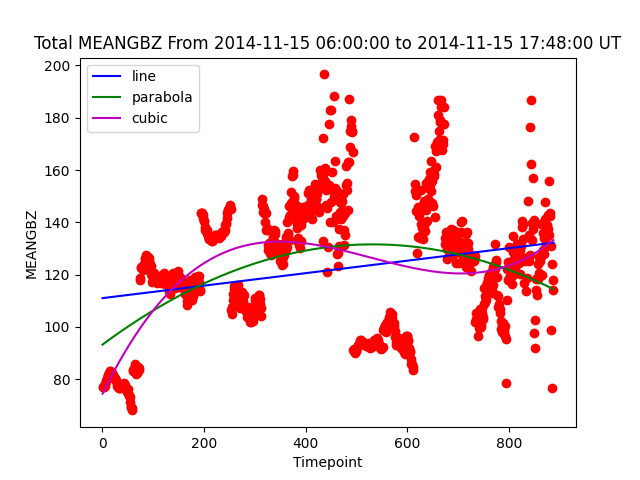 Total MEANGBZ From 2014-11-15 06:00:00 to 2014-11-15 17:48:00 UT
line
parabola
cubic
200
180
160
140
120
100
80
MEANGBZ
0 200 400 600 800
Timepoint